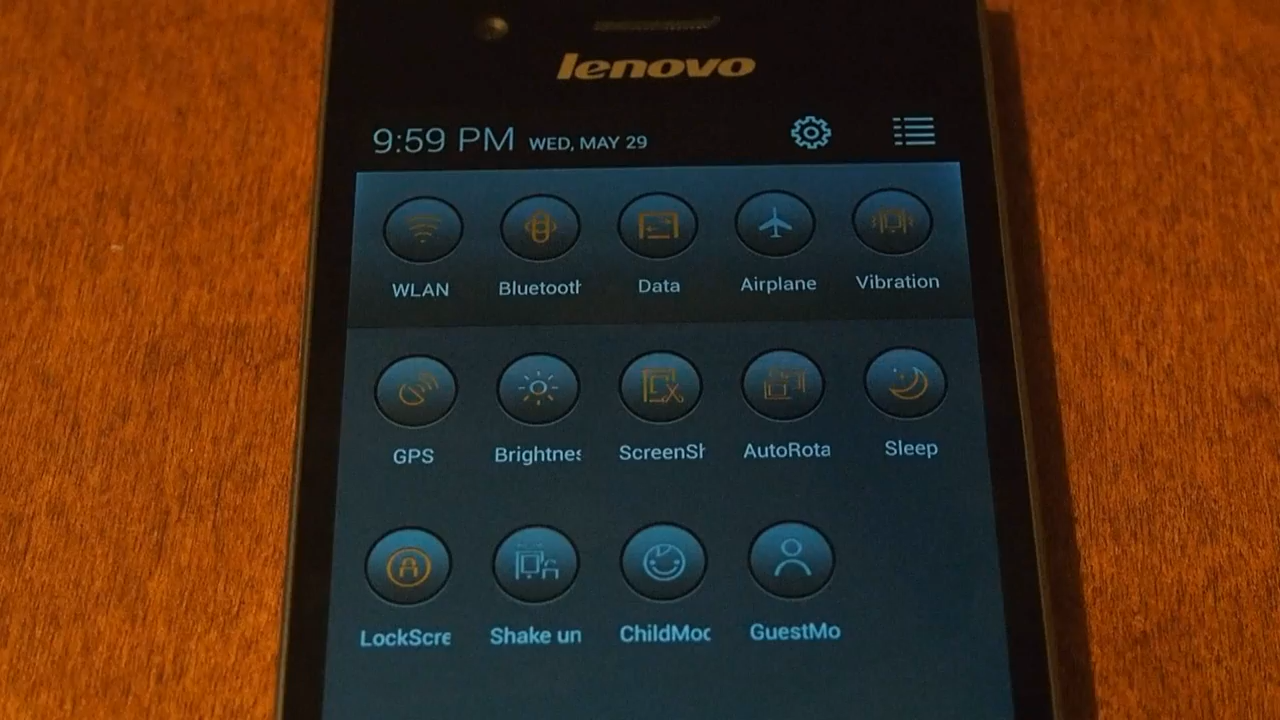 lenovo
9:59 PM WED, MAY 29
WLAN Bluetooth Data Airplane Vibration
GPS Brightnes ScreenSh AutoRota Sleep
LockScre Shake un ChildMod GuestMo